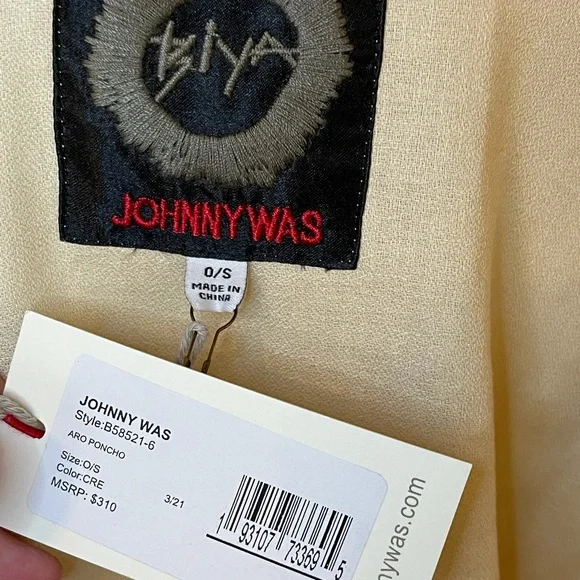 BIYA
JOHNNY WAS
O/S
MADE IN
CHINA
JOHNNY WAS
Style:B58521-6
ARO PONCHO
Size:O/S
Color:CRE
3/21
MSRP: $310
1 93107 73369 5
nywas.com